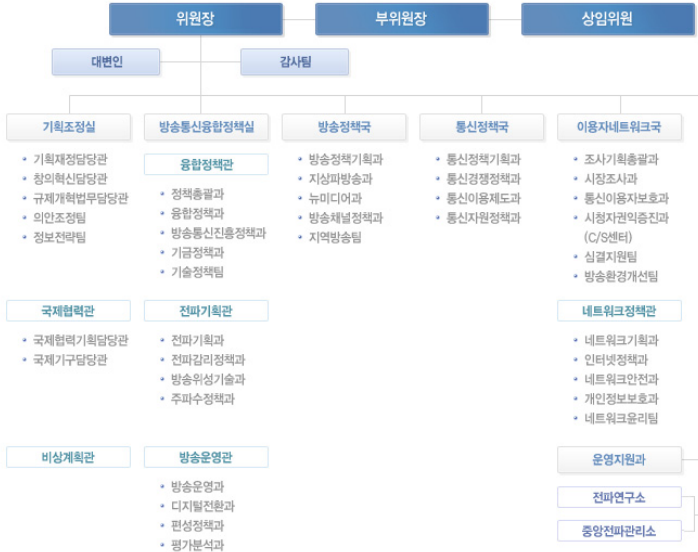 위원장
부위원장
상임위원
대변인
감사팀
기획조정실
기획재정담당관
창의혁신담당관
규제개혁법무담당관
의안조정팀
정보전략팀
국제협력관
국제협력기획담당관
국제기구담당관
비상계획관
방송통신융합정책실
융합정책관
정책총괄과
융합정책과
방송통신진흥정책과
기금정책과
기술정책팀
전파기획관
전파기획과
전파감리정책과
방송위성기술과
주파수정책과
방송운영관
방송운영과
디지털전환과
편성정책과
평가분석과
방송정책국
방송정책기획과
지상파방송과
뉴미디어과
방송채널정책과
지역방송팀
통신정책국
통신정책기획과
통신경쟁정책과
통신이용제도과
통신자원정책과
이용자네트워크국
조사기획총괄과
시장조사과
통신이용자보호과
시청자권익증진과
(C/S센터)
심결지원팀
방송환경개선팀
네트워크정책관
네트워크기획과
인터넷정책과
네트워크안전과
개인정보보호과
네트워크윤리팀
운영지원과
전파연구소
중앙전파관리소